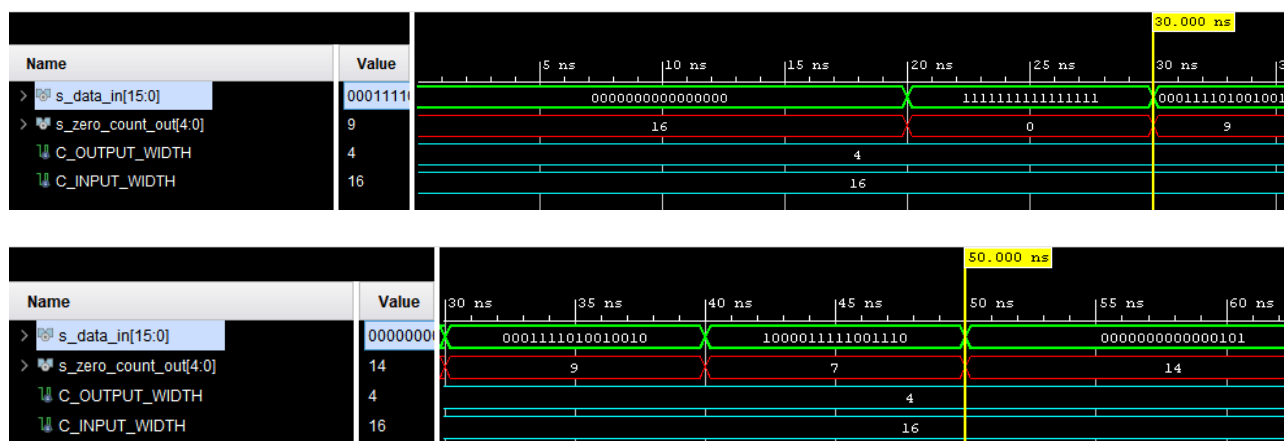 30.000 ns
Name Value 5 ns 10 ns 15 ns 20 ns 25 ns 30 ns
s_data_in[15:0] 00011110 0000000000000000 1111111111111111 000111101001001
s_zero_count_out[4:0] 9 16 0 9
C_OUTPUT_WIDTH 4 4
C_INPUT_WIDTH 16 16
50.000 ns
Name Value 30 ns 35 ns 40 ns 45 ns 50 ns 55 ns 60 ns
s_data_in[15:0] 00000000 0001111010010010 1000011111001110 0000000000000101
s_zero_count_out[4:0] 14 9 7 14
C_OUTPUT_WIDTH 4 4
C_INPUT_WIDTH 16 16